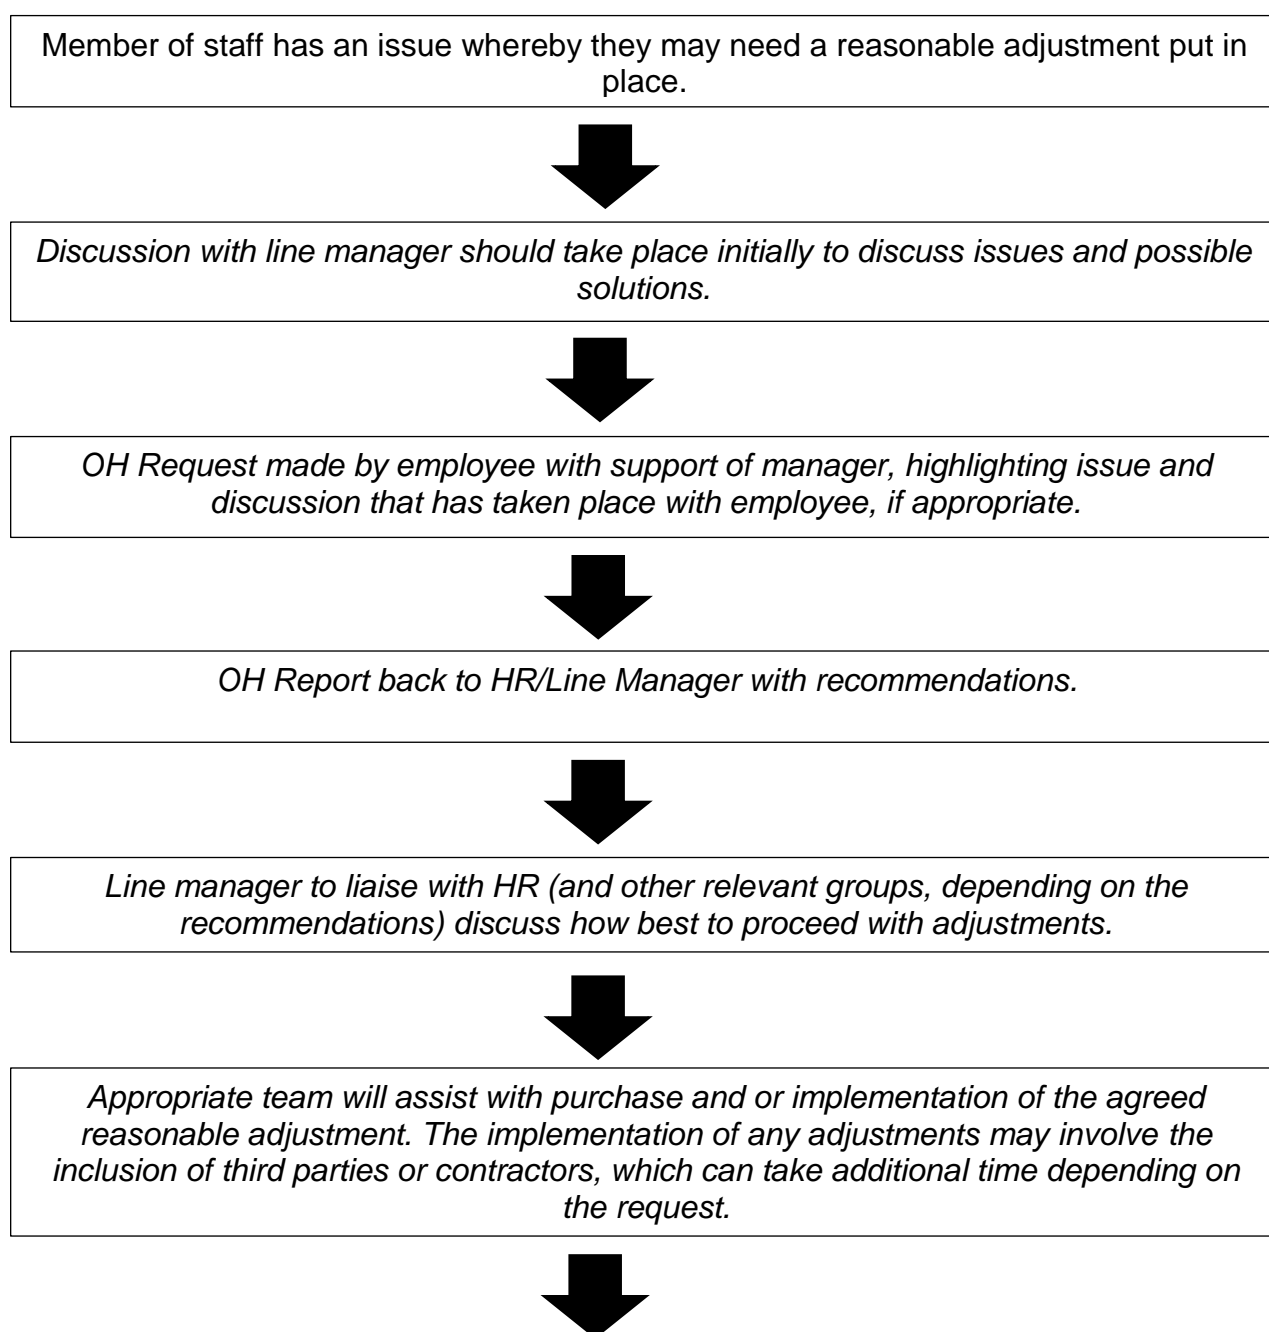 Member of staff has an issue whereby they may need a reasonable adjustment put in
place.
Discussion with line manager should take place initially to discuss issues and possible
solutions.
OH Request made by employee with support of manager, highlighting issue and
discussion that has taken place with employee, if appropriate.
OH Report back to HR/Line Manager with recommendations.
Line manager to liaise with HR (and other relevant groups, depending on the
recommendations) discuss how best to proceed with adjustments.
Appropriate team will assist with purchase and or implementation of the agreed
reasonable adjustment. The implementation of any adjustments may involve the
inclusion of third parties or contractors, which can take additional time depending on
the request.